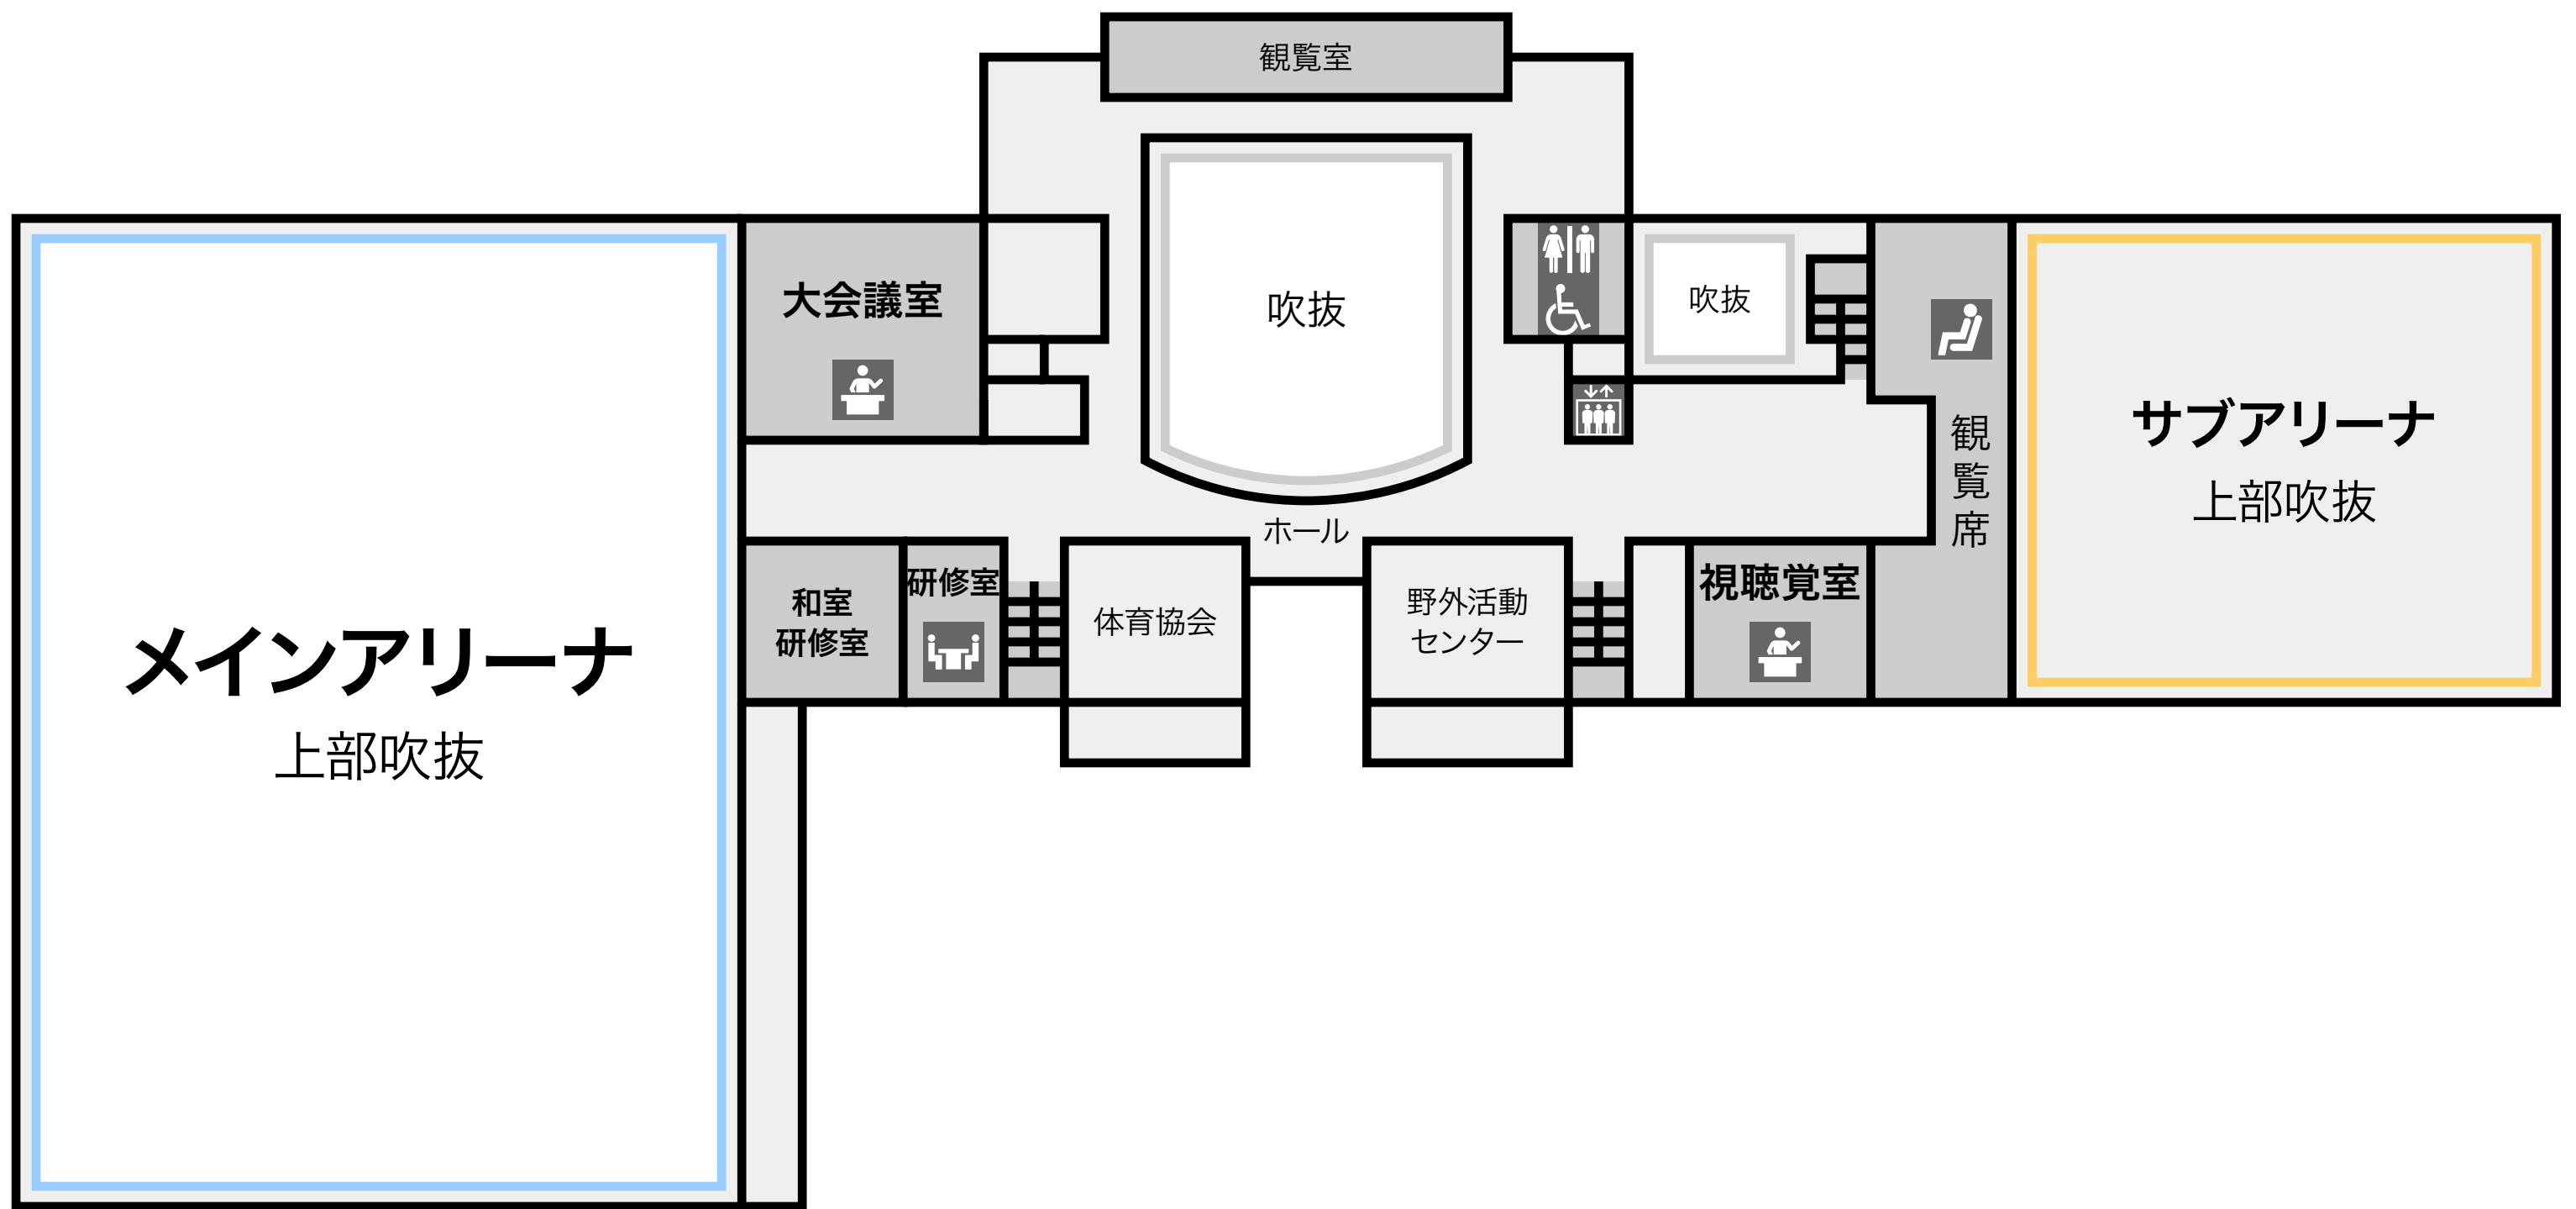 観覧室
大会議室
吹抜
吹抜
観覧席
サブアリーナ
上部吹抜
ホール
メインアリーナ
上部吹抜
和室
研修室
研修室
体育協会
野外活動
センター
視聴覚室